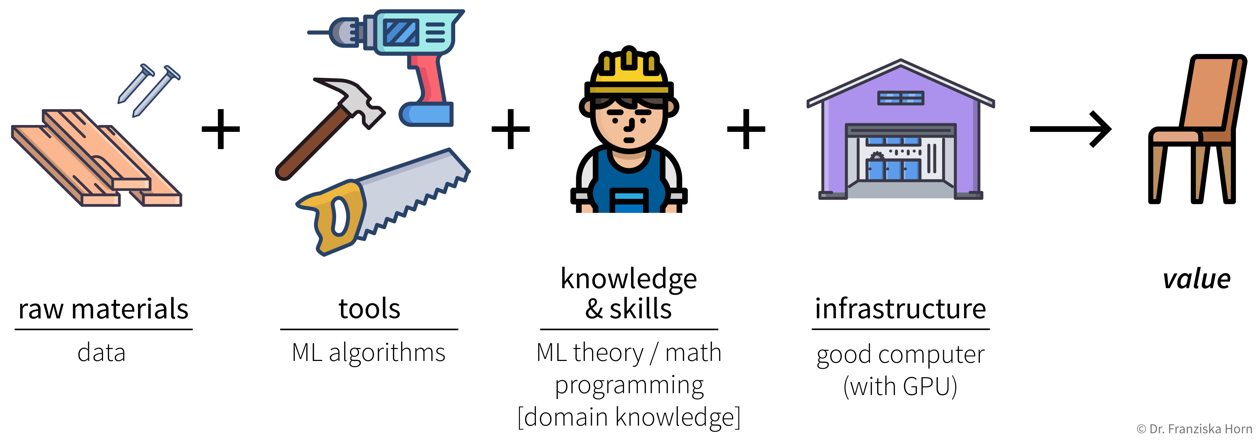 raw materials
data
tools
ML algorithms
knowledge
& skills
ML theory / math
programming
[domain knowledge]
infrastructure
good computer
(with GPU)
value
© Dr. Franziska Horn